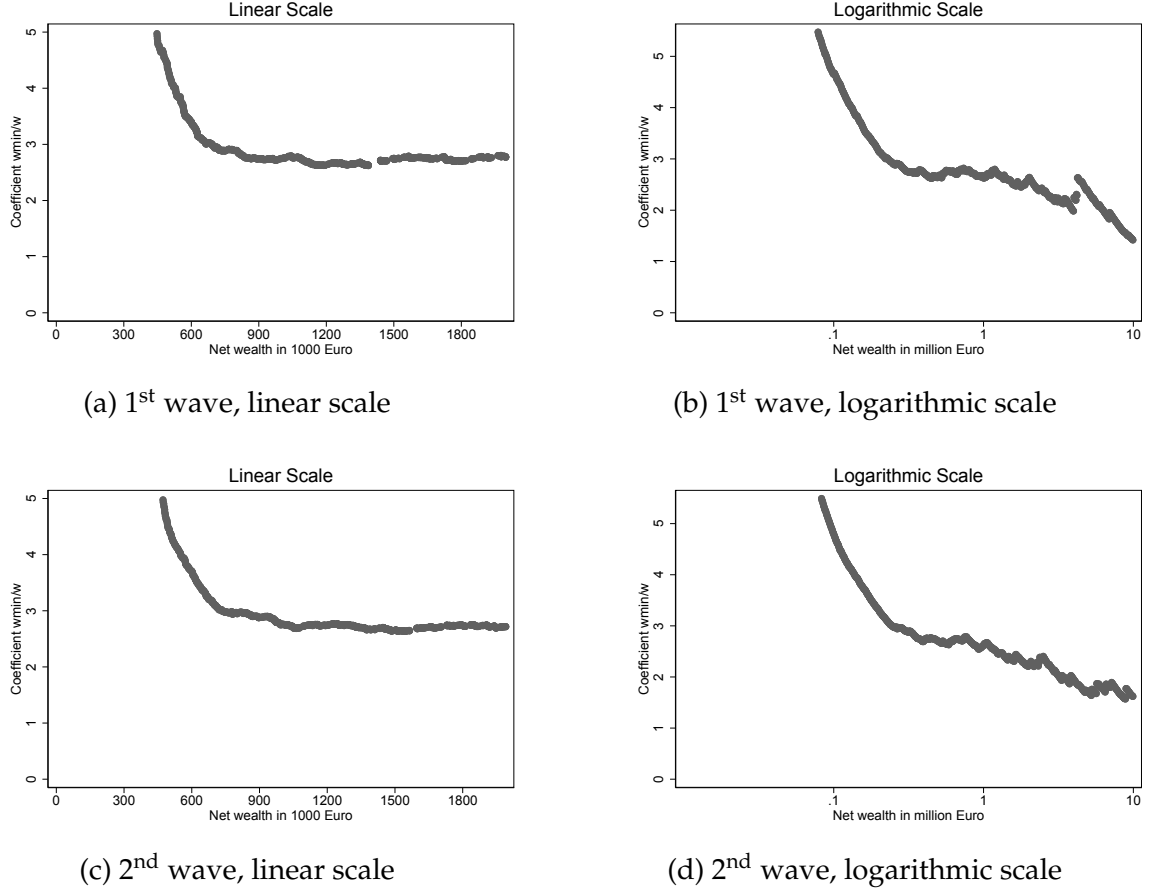 Linear Scale
Coefficient wmin/w
5
4
3
2
1
0
0 300 600 900 1200 1500 1800
Net wealth in 1000 Euro
(a) 1st wave, linear scale
Logarithmic Scale
Coefficient wmin/w
5
4
3
2
1
0
.1 1 10
Net wealth in million Euro
(b) 1st wave, logarithmic scale
Linear Scale
Coefficient wmin/w
5
4
3
2
1
0
0 300 600 900 1200 1500 1800
Net wealth in 1000 Euro
(c) 2nd wave, linear scale
Logarithmic Scale
Coefficient wmin/w
5
4
3
2
1
0
.1 1 10
Net wealth in million Euro
(d) 2nd wave, logarithmic scale